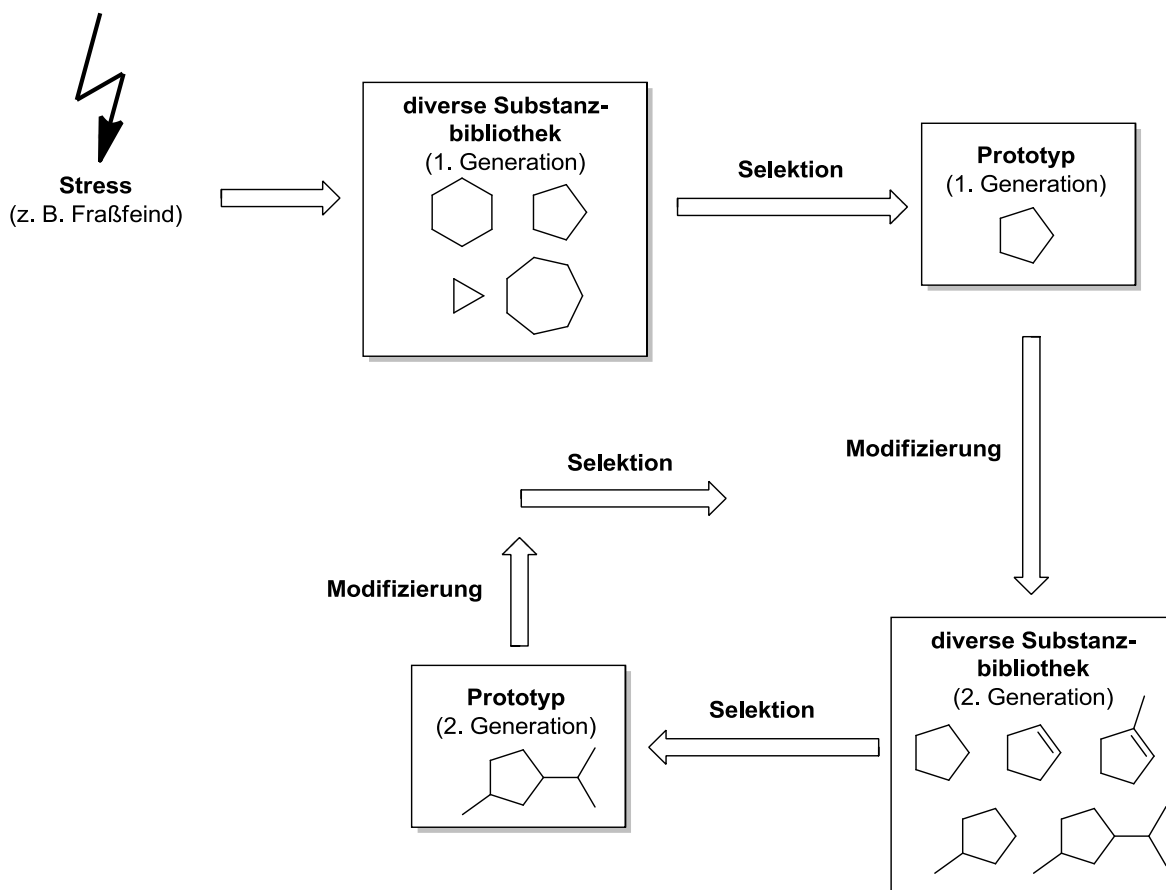 Stress
(z. B. Fraßfeind)
diverse Substanz-
bibliothek
(1. Generation)
Selektion
Prototyp
(1. Generation)
Modifizierung
diverse Substanz-
bibliothek
(2. Generation)
Selektion
Prototyp
(2. Generation)
Modifizierung
Selektion